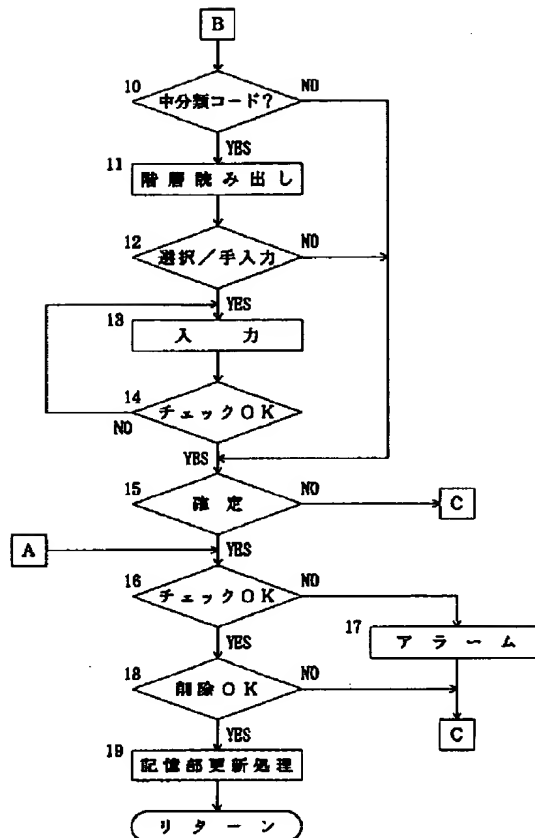 B
10
中分類コード?
NO
YES
11
階層読み出し
12
選択/手入力
NO
YES
13
入力
14
チェックOK
NO
YES
15
確定
NO
C
A
YES
16
チェックOK
NO
17
アラーム
YES
18
削除OK
NO
C
YES
19
記憶部更新処理
リターン